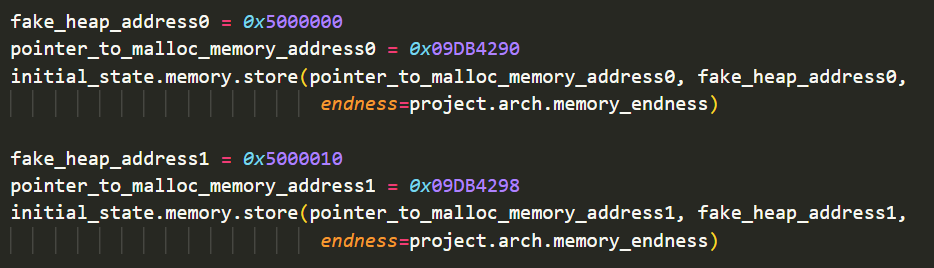 fake_heap_address0 = 0x5000000
pointer_to_malloc_memory_address0 = 0x09DB4290
initial_state.memory.store(pointer_to_malloc_memory_address0, fake_heap_address0,
endness=project.arch.memory_endness)
fake_heap_address1 = 0x5000010
pointer_to_malloc_memory_address1 = 0x09DB4298
initial_state.memory.store(pointer_to_malloc_memory_address1, fake_heap_address1,
endness=project.arch.memory_endness)